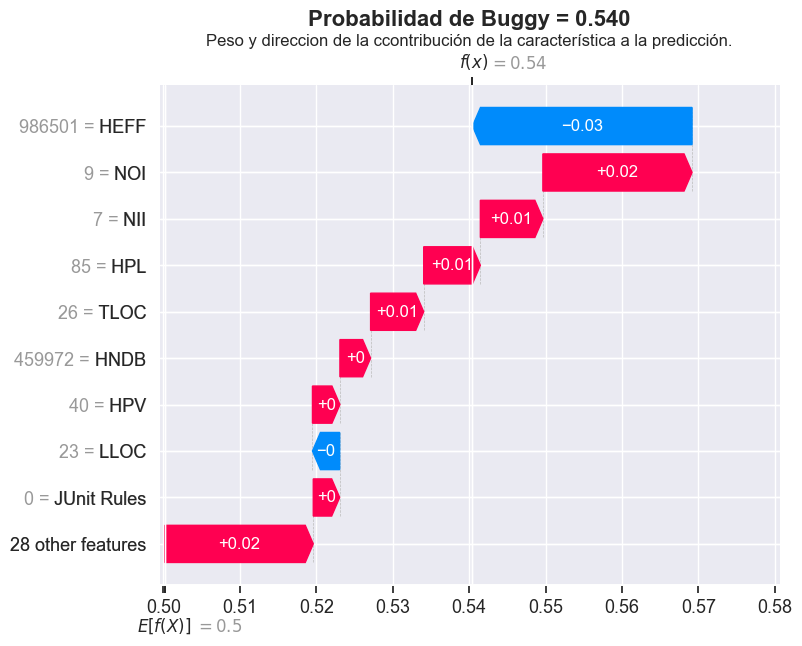 Probabilidad de Buggy = 0.540
Peso y direccion de la ccontribución de la característica a la predicción.
f(x) = 0.54
986501 = HEFF
−0.03
9 = NOI
+0.02
7 = NII
+0.01
85 = HPL
+0.01
26 = TLOC
+0.01
459972 = HNDB
+0
40 = HPV
+0
23 = LLOC
−0
0 = JUnit Rules
+0
28 other features
+0.02
0.50 0.51 0.52 0.53 0.54 0.55 0.56 0.57 0.58
E[f(X)] = 0.5